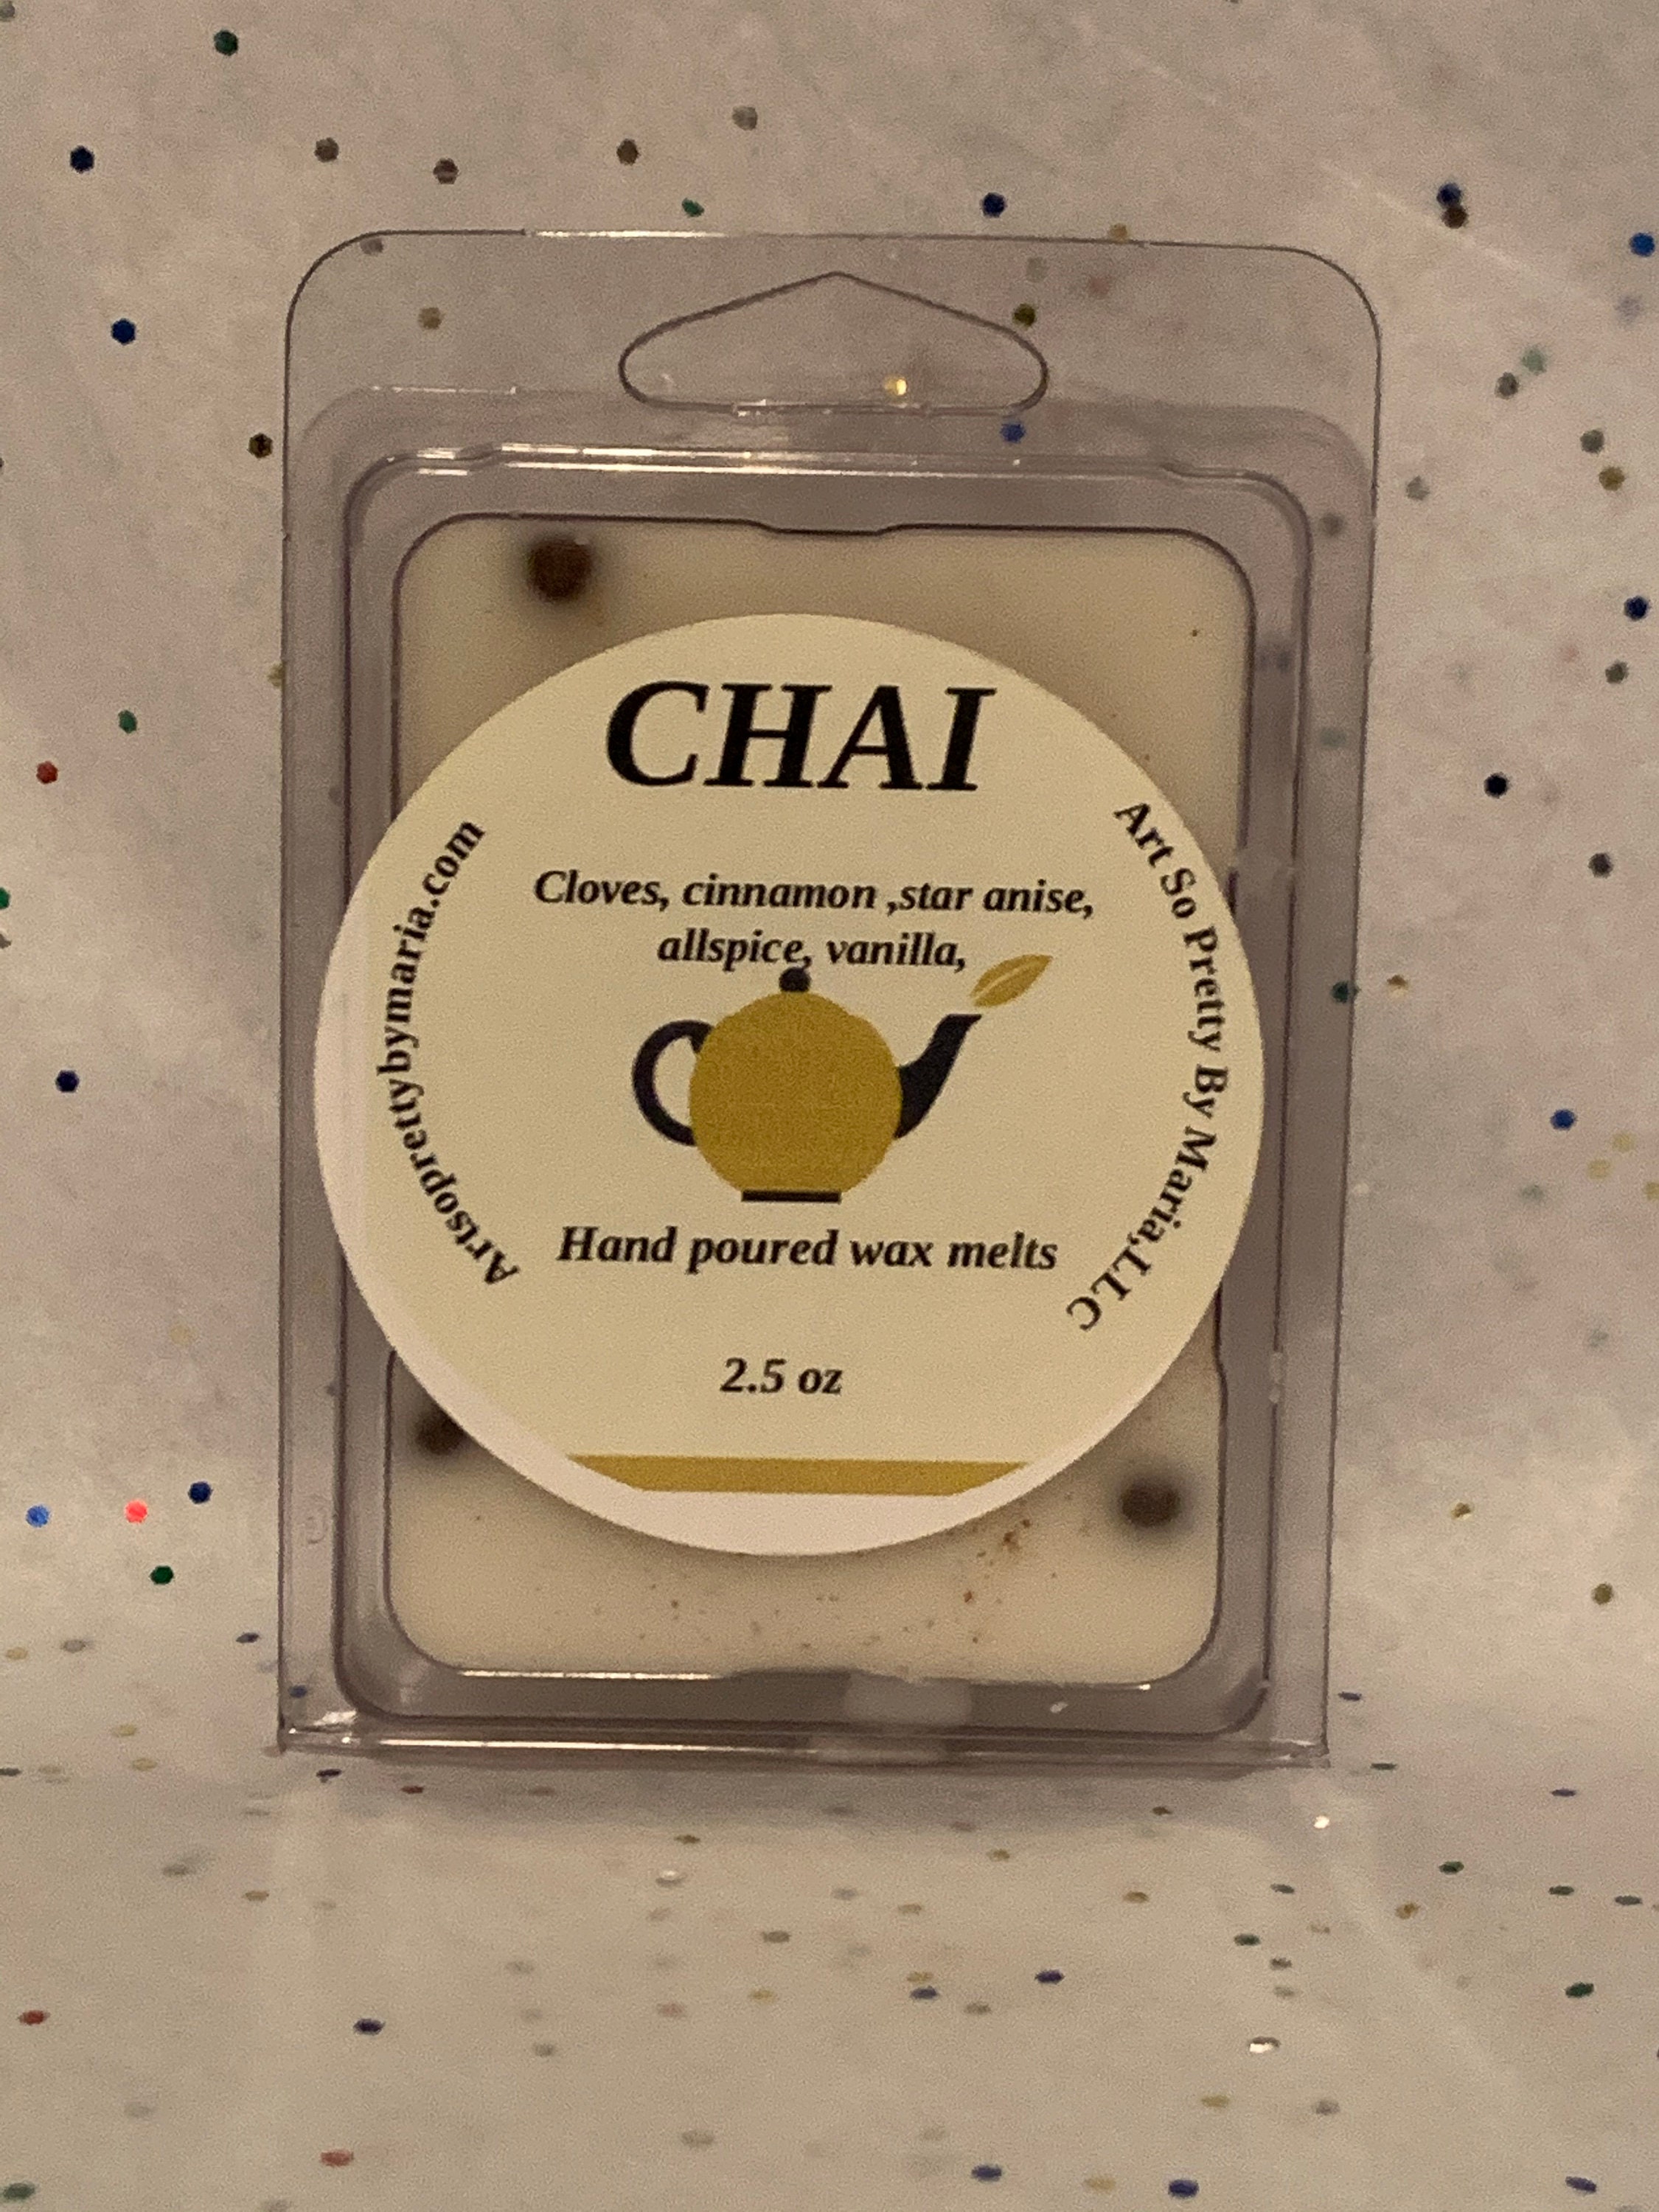 CHAI
Cloves, cinnamon ,star anise,
allspice, vanilla,
Artsoprettybymaria.com
Art So Pretty By Maria,LLC
Hand poured wax melts
2.5 oz